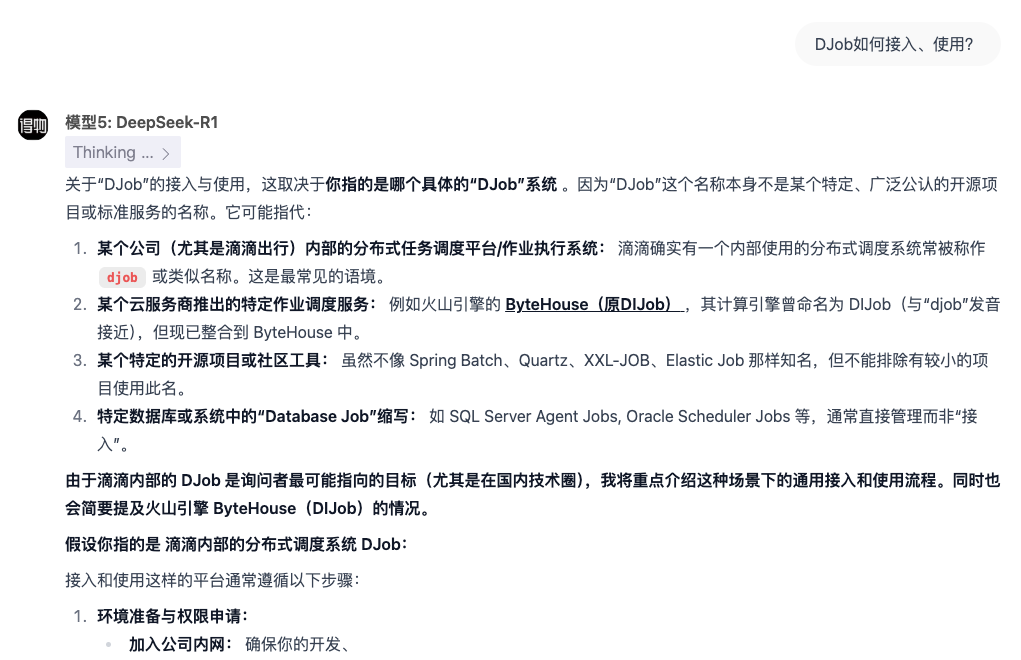 DJob如何接入、使用?
得物
模型5: DeepSeek-R1
Thinking ...
关于“DJob”的接入与使用，这取决于你指的是哪个具体的“DJob”系统 。因为“DJob”这个名称本身不是某个特定、广泛公认的开源项
目或标准服务的名称。它可能指代：
1. 某个公司（尤其是滴滴出行）内部的分布式任务调度平台/作业执行系统： 滴滴确实有一个内部使用的分布式调度系统常被称作
djob 或类似名称。这是最常见的语境。
2. 某个云服务商推出的特定作业调度服务： 例如火山引擎的 ByteHouse（原DIJob） ，其计算引擎曾命名为 DIJob（与“djob”发音
接近），但现已整合到 ByteHouse 中。
3. 某个特定的开源项目或社区工具： 虽然不像 Spring Batch、Quartz、XXL-JOB、Elastic Job 那样知名，但不能排除有较小的项
目使用此名。
4. 特定数据库或系统中的“Database Job”缩写： 如 SQL Server Agent Jobs, Oracle Scheduler Jobs 等，通常直接管理而非“接
入”。
由于滴滴内部的 DJob 是询问者最可能指向的目标（尤其是在国内技术圈），我将重点介绍这种场景下的通用接入和使用流程。同时也
会简要提及火山引擎 ByteHouse（DIJob）的情况。
假设你指的是 滴滴内部的分布式调度系统 DJob：
接入和使用这样的平台通常遵循以下步骤：
1. 环境准备与权限申请：
加入公司内网： 确保你的开发、